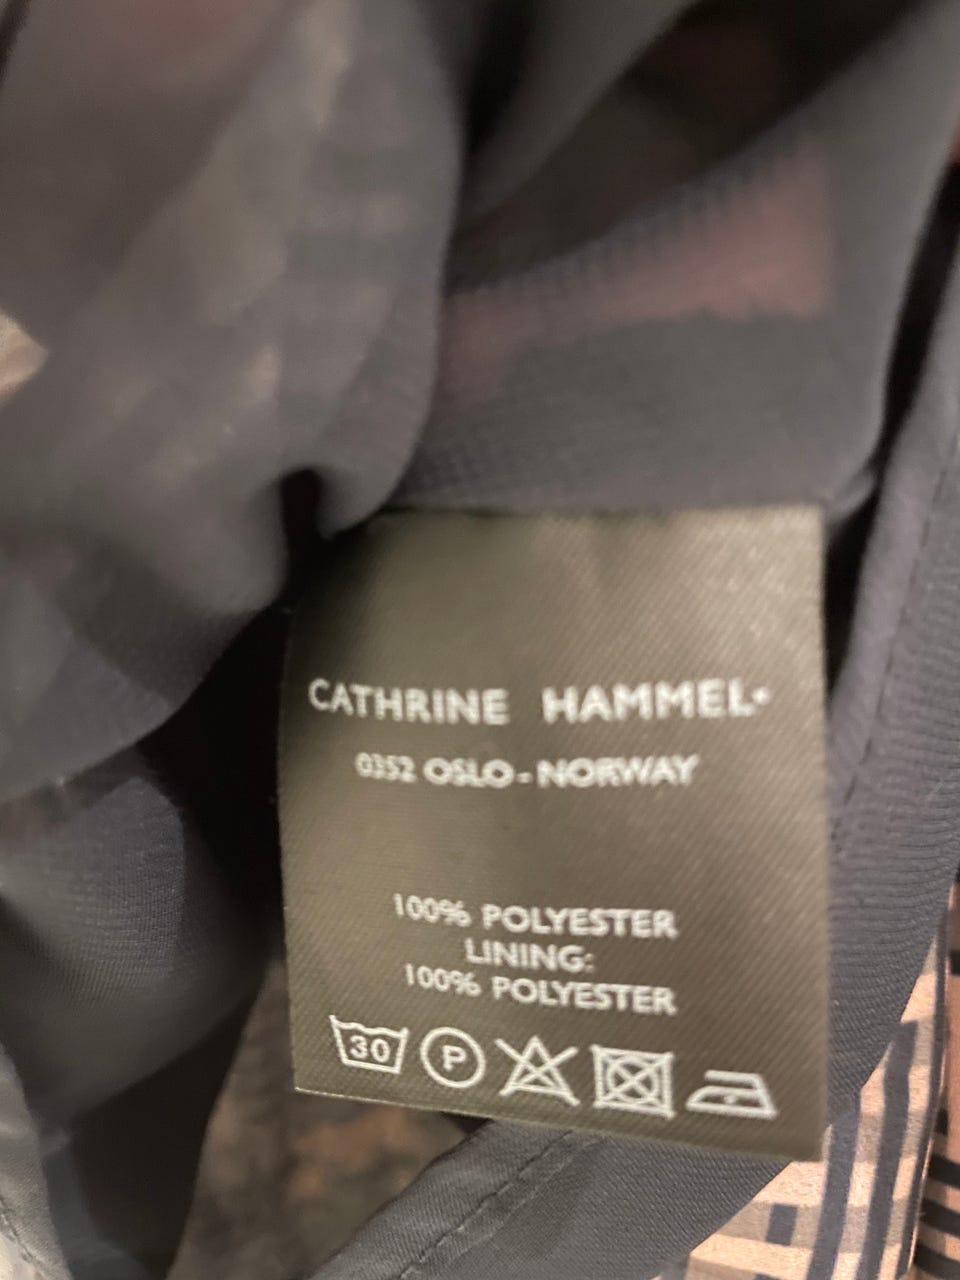 CATHRINE HAMMEL•
0352 OSLO - NORWAY
100% POLYESTER
LINING:
100% POLYESTER
30 P